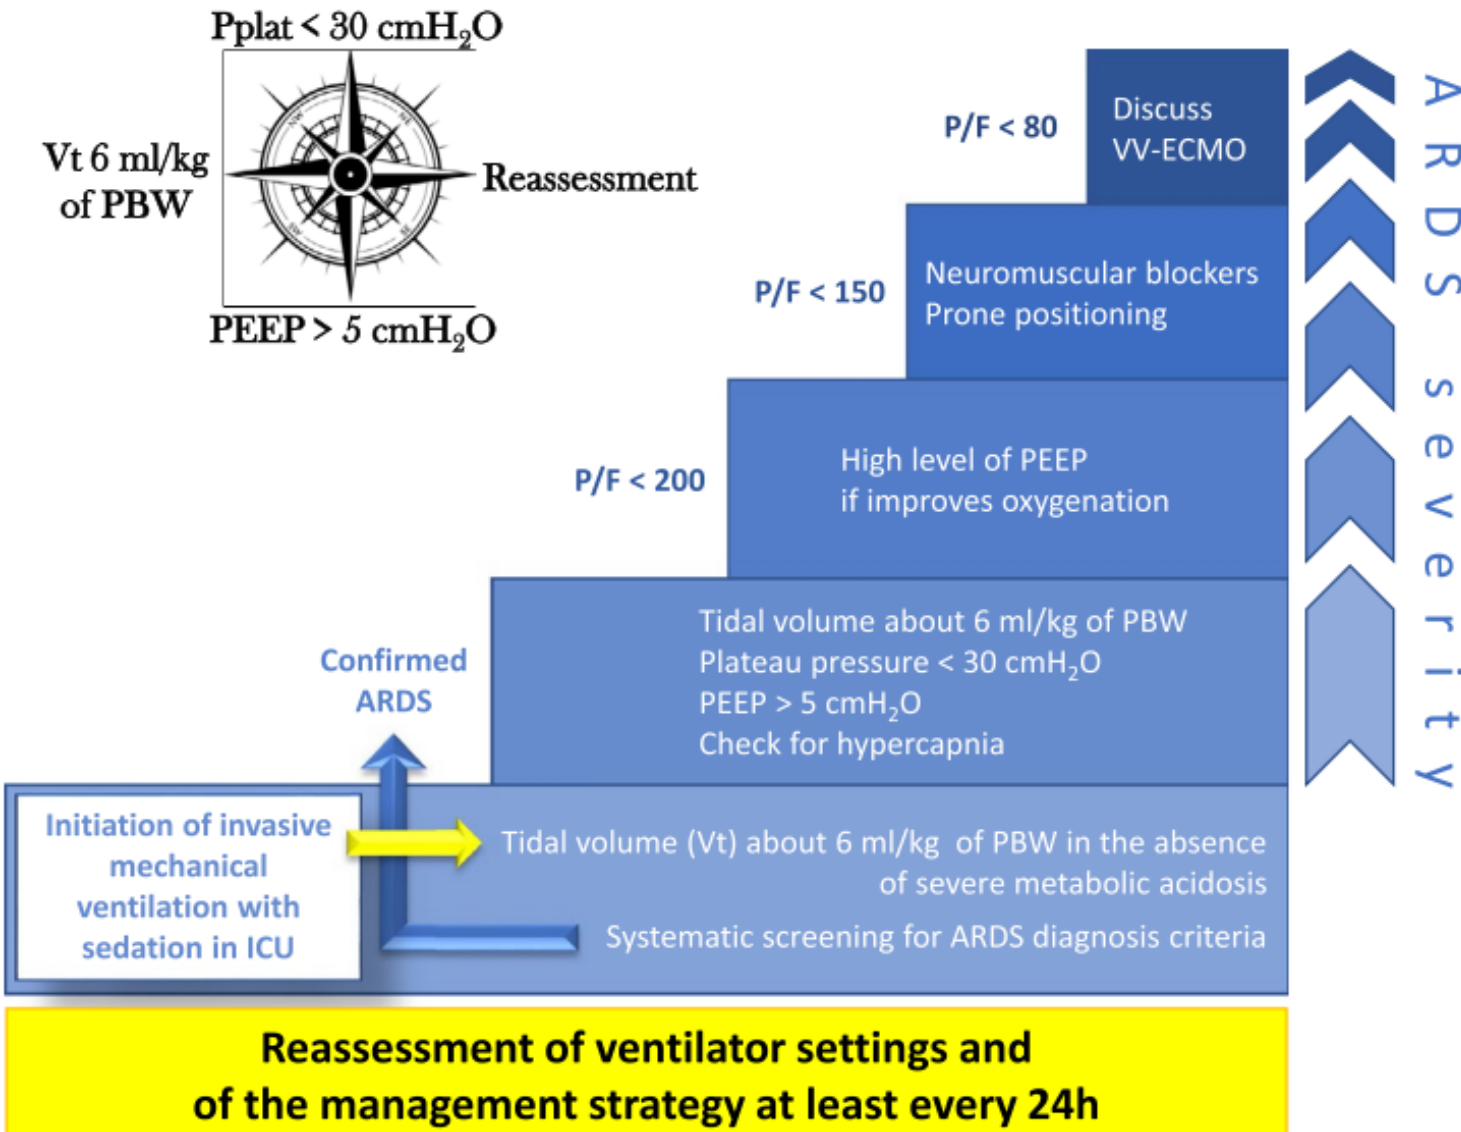 Pplat < 30 cmH₂O
Vt 6 ml/kg
of PBW
Reassessment
PEEP > 5 cmH₂O
NW
NE
SE
P/F < 80
Discuss
VV-ECMO
P/F < 150
Neuromuscular blockers
Prone positioning
P/F < 200
High level of PEEP
if improves oxygenation
Confirmed
ARDS
Tidal volume about 6 ml/kg of PBW
Plateau pressure < 30 cmH₂O
PEEP > 5 cmH₂O
Check for hypercapnia
Initiation of invasive
mechanical
ventilation with
sedation in ICU
Tidal volume (Vt) about 6 ml/kg of PBW in the absence
of severe metabolic acidosis
Systematic screening for ARDS diagnosis criteria
ARDS severity
Reassessment of ventilator settings and
of the management strategy at least every 24h